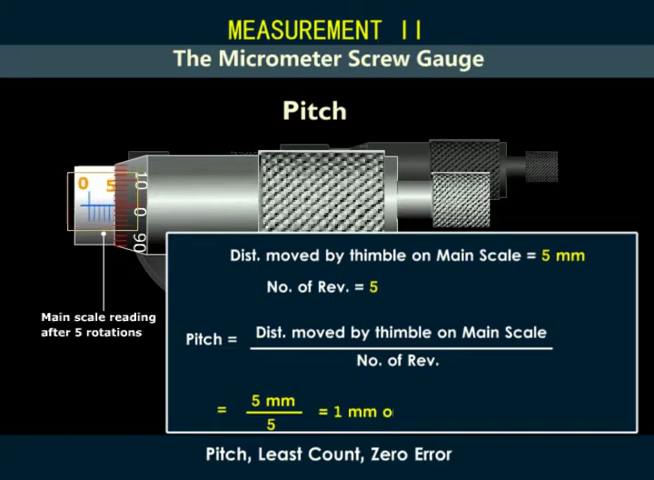 MEASUREMENT II
The Micrometer Screw Gauge
Pitch
0 5
10
0
90
Main scale reading
after 5 rotations
Dist. moved by thimble on Main Scale = 5 mm
No. of Rev. = 5
Pitch = Dist. moved by thimble on Main Scale
No. of Rev.
= 5 mm
5
= 1 mm o
Pitch, Least Count, Zero Error